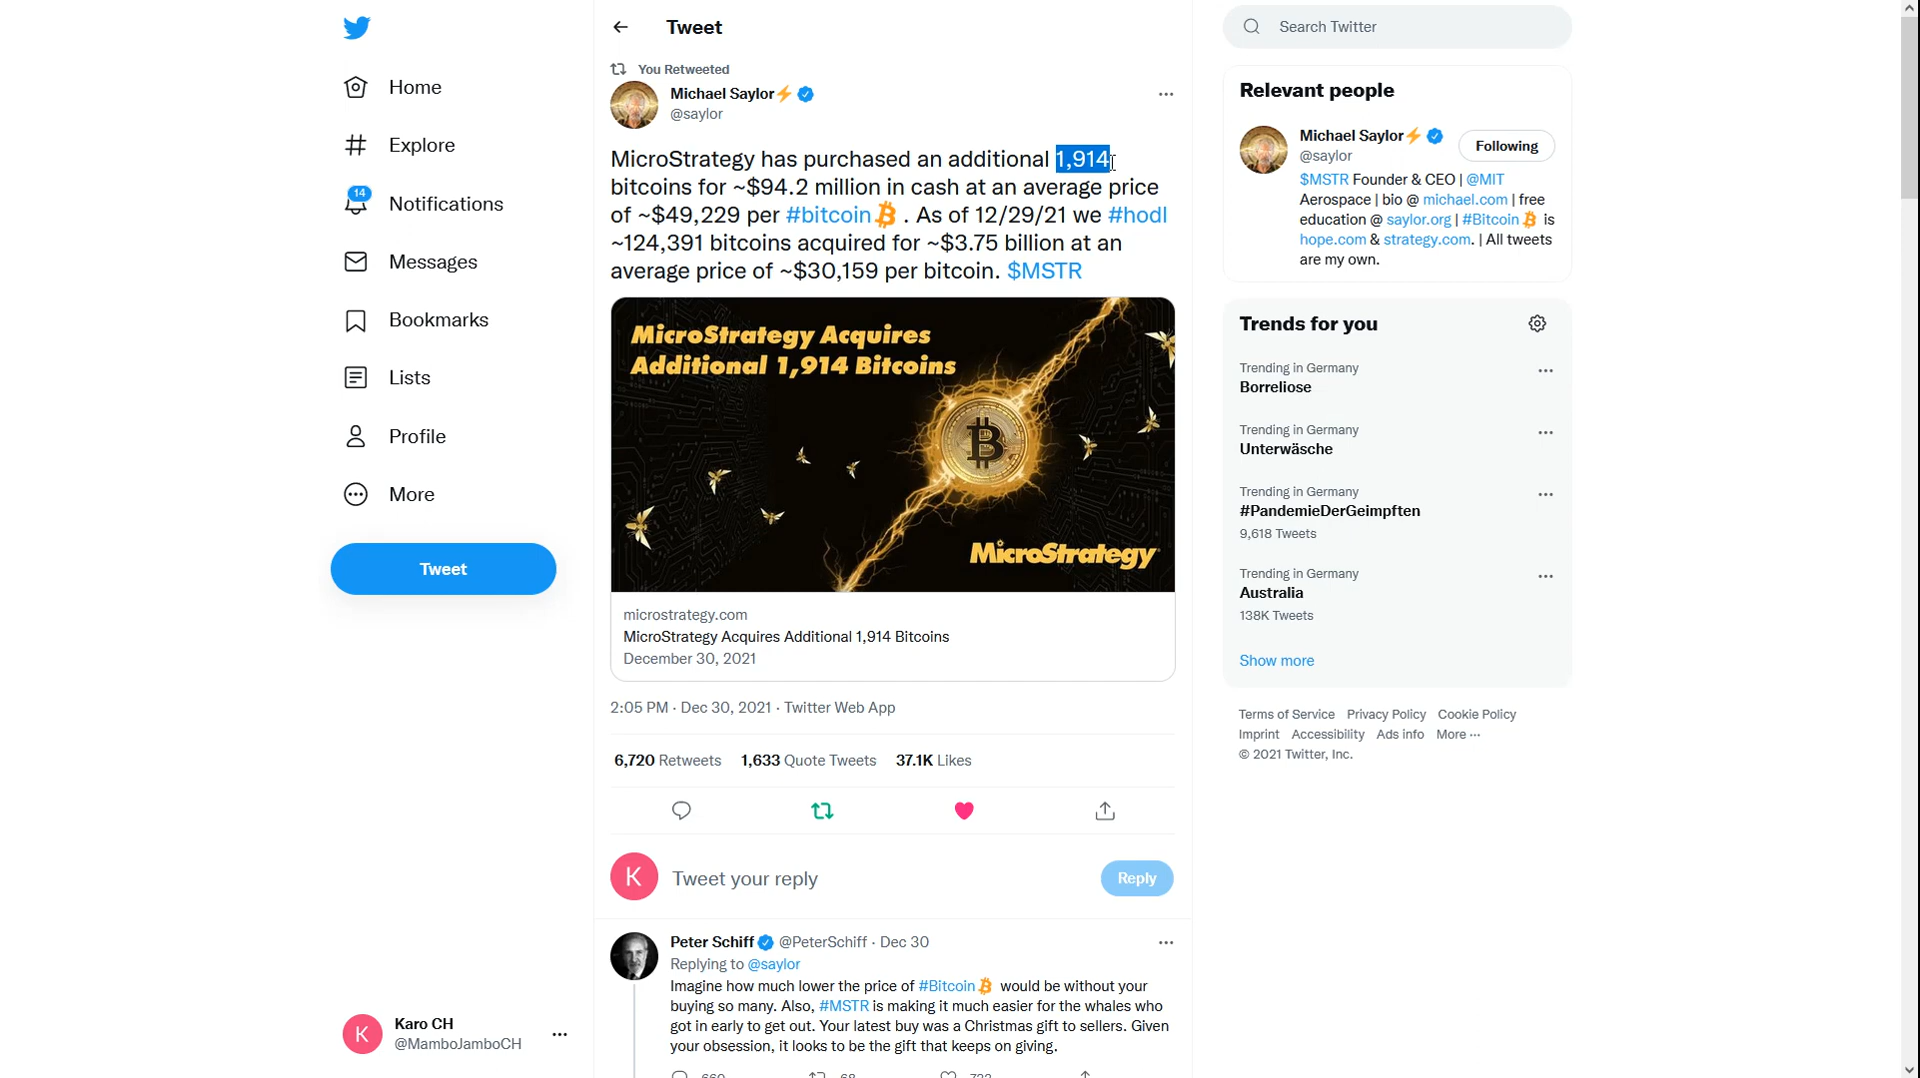 Home
Explore
14
Notifications
Messages
Bookmarks
Lists
Profile
More
Tweet
K
Karo CH
@MamboJamboCH
Tweet
You Retweeted
Michael Saylor⚡
@saylor
MicroStrategy has purchased an additional 1,914
bitcoins for ~$94.2 million in cash at an average price
of ~$49,229 per #bitcoin . As of 12/29/21 we #hodl
~124,391 bitcoins acquired for ~$3.75 billion at an
average price of ~$30,159 per bitcoin. $MSTR
MicroStrategy Acquires
Additional 1,914 Bitcoins
MicroStrategy
microstrategy.com
MicroStrategy Acquires Additional 1,914 Bitcoins
December 30, 2021
2:05 PM · Dec 30, 2021 · Twitter Web App
6,720 Retweets 1,633 Quote Tweets 37.1K Likes
K
Tweet your reply
Reply
Peter Schiff @PeterSchiff · Dec 30
Replying to @saylor
Imagine how much lower the price of #Bitcoin would be without your
buying so many. Also, #MSTR is making it much easier for the whales who
got in early to get out. Your latest buy was a Christmas gift to sellers. Given
your obsession, it looks to be the gift that keeps on giving.
Search Twitter
Relevant people
Michael Saylor⚡
@saylor
Following
$MSTR Founder & CEO | @MIT
Aerospace | bio @ michael.com | free
education @ saylor.org | #Bitcoin is
hope.com & strategy.com. | All tweets
are my own.
Trends for you
Trending in Germany
Borreliose
Trending in Germany
Unterwäsche
Trending in Germany
#PandemieDerGeimpften
9,618 Tweets
Trending in Germany
Australia
138K Tweets
Show more
Terms of Service Privacy Policy Cookie Policy
Imprint Accessibility Ads info More ···
© 2021 Twitter, Inc.